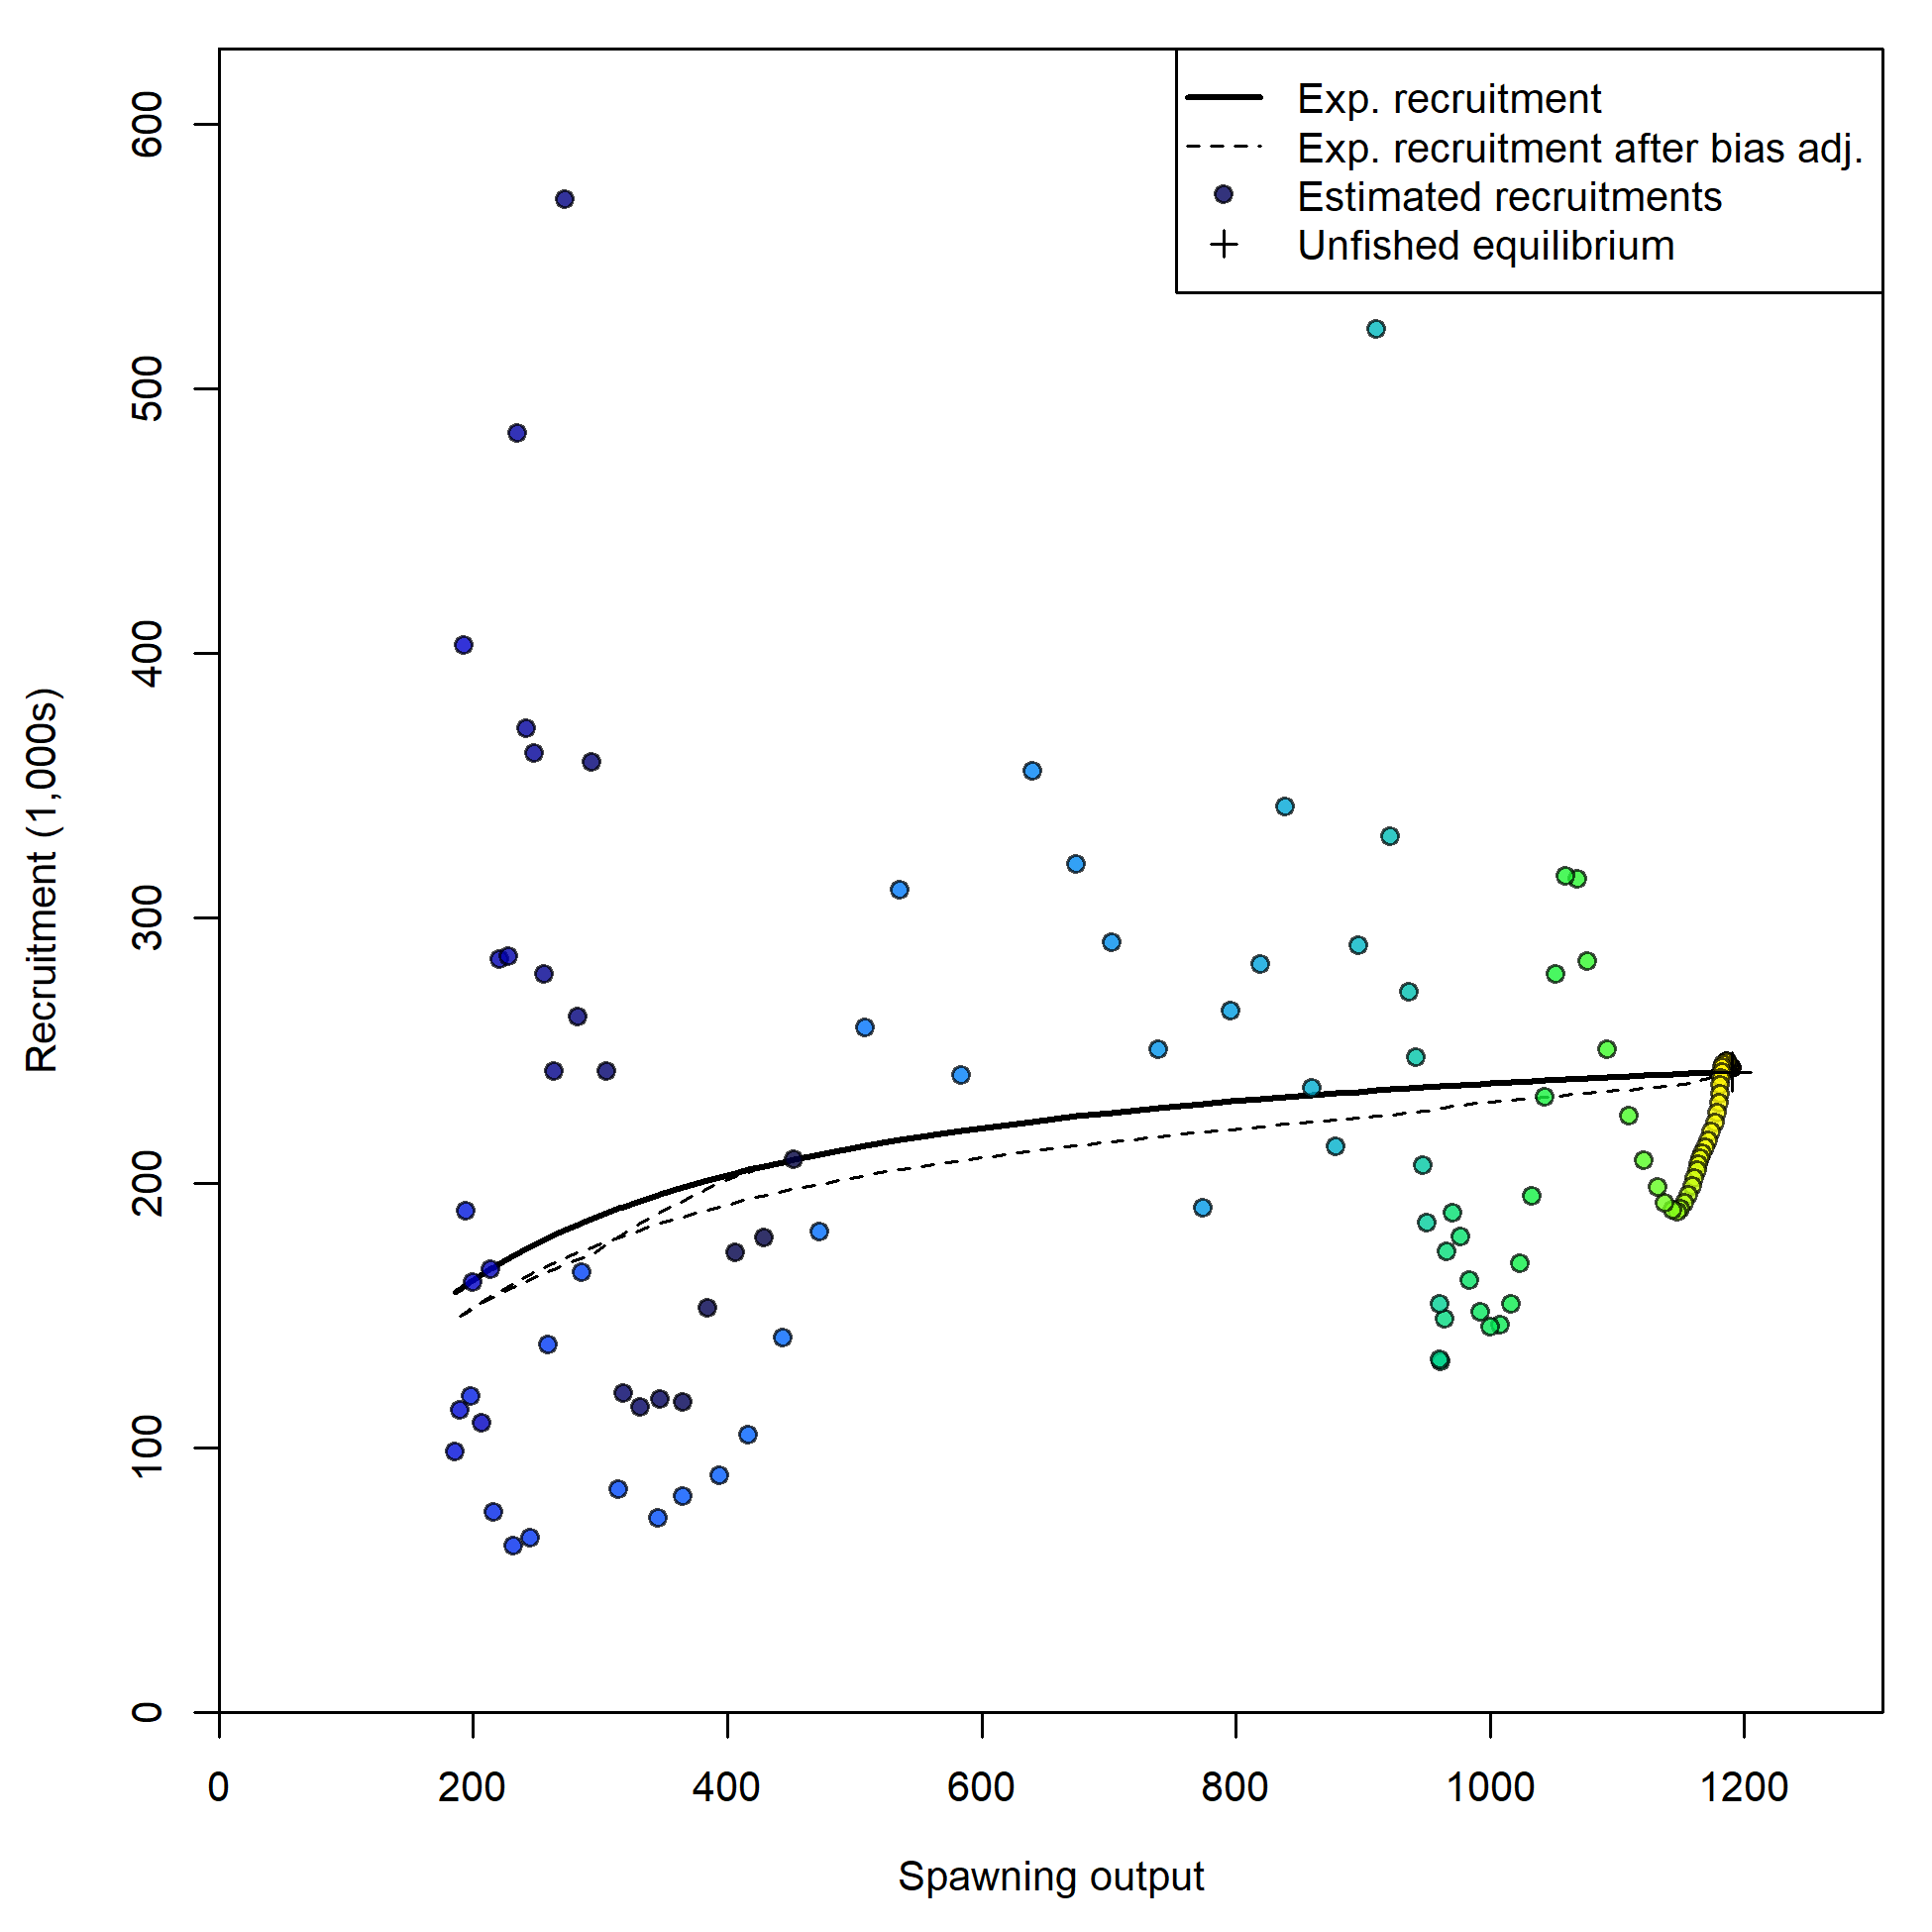 Exp. recruitment
Exp. recruitment after bias adj.
Estimated recruitments
Unfished equilibrium
Recruitment (1,000s)
600
500
400
300
200
100
0
0 200 400 600 800 1000 1200
Spawning output